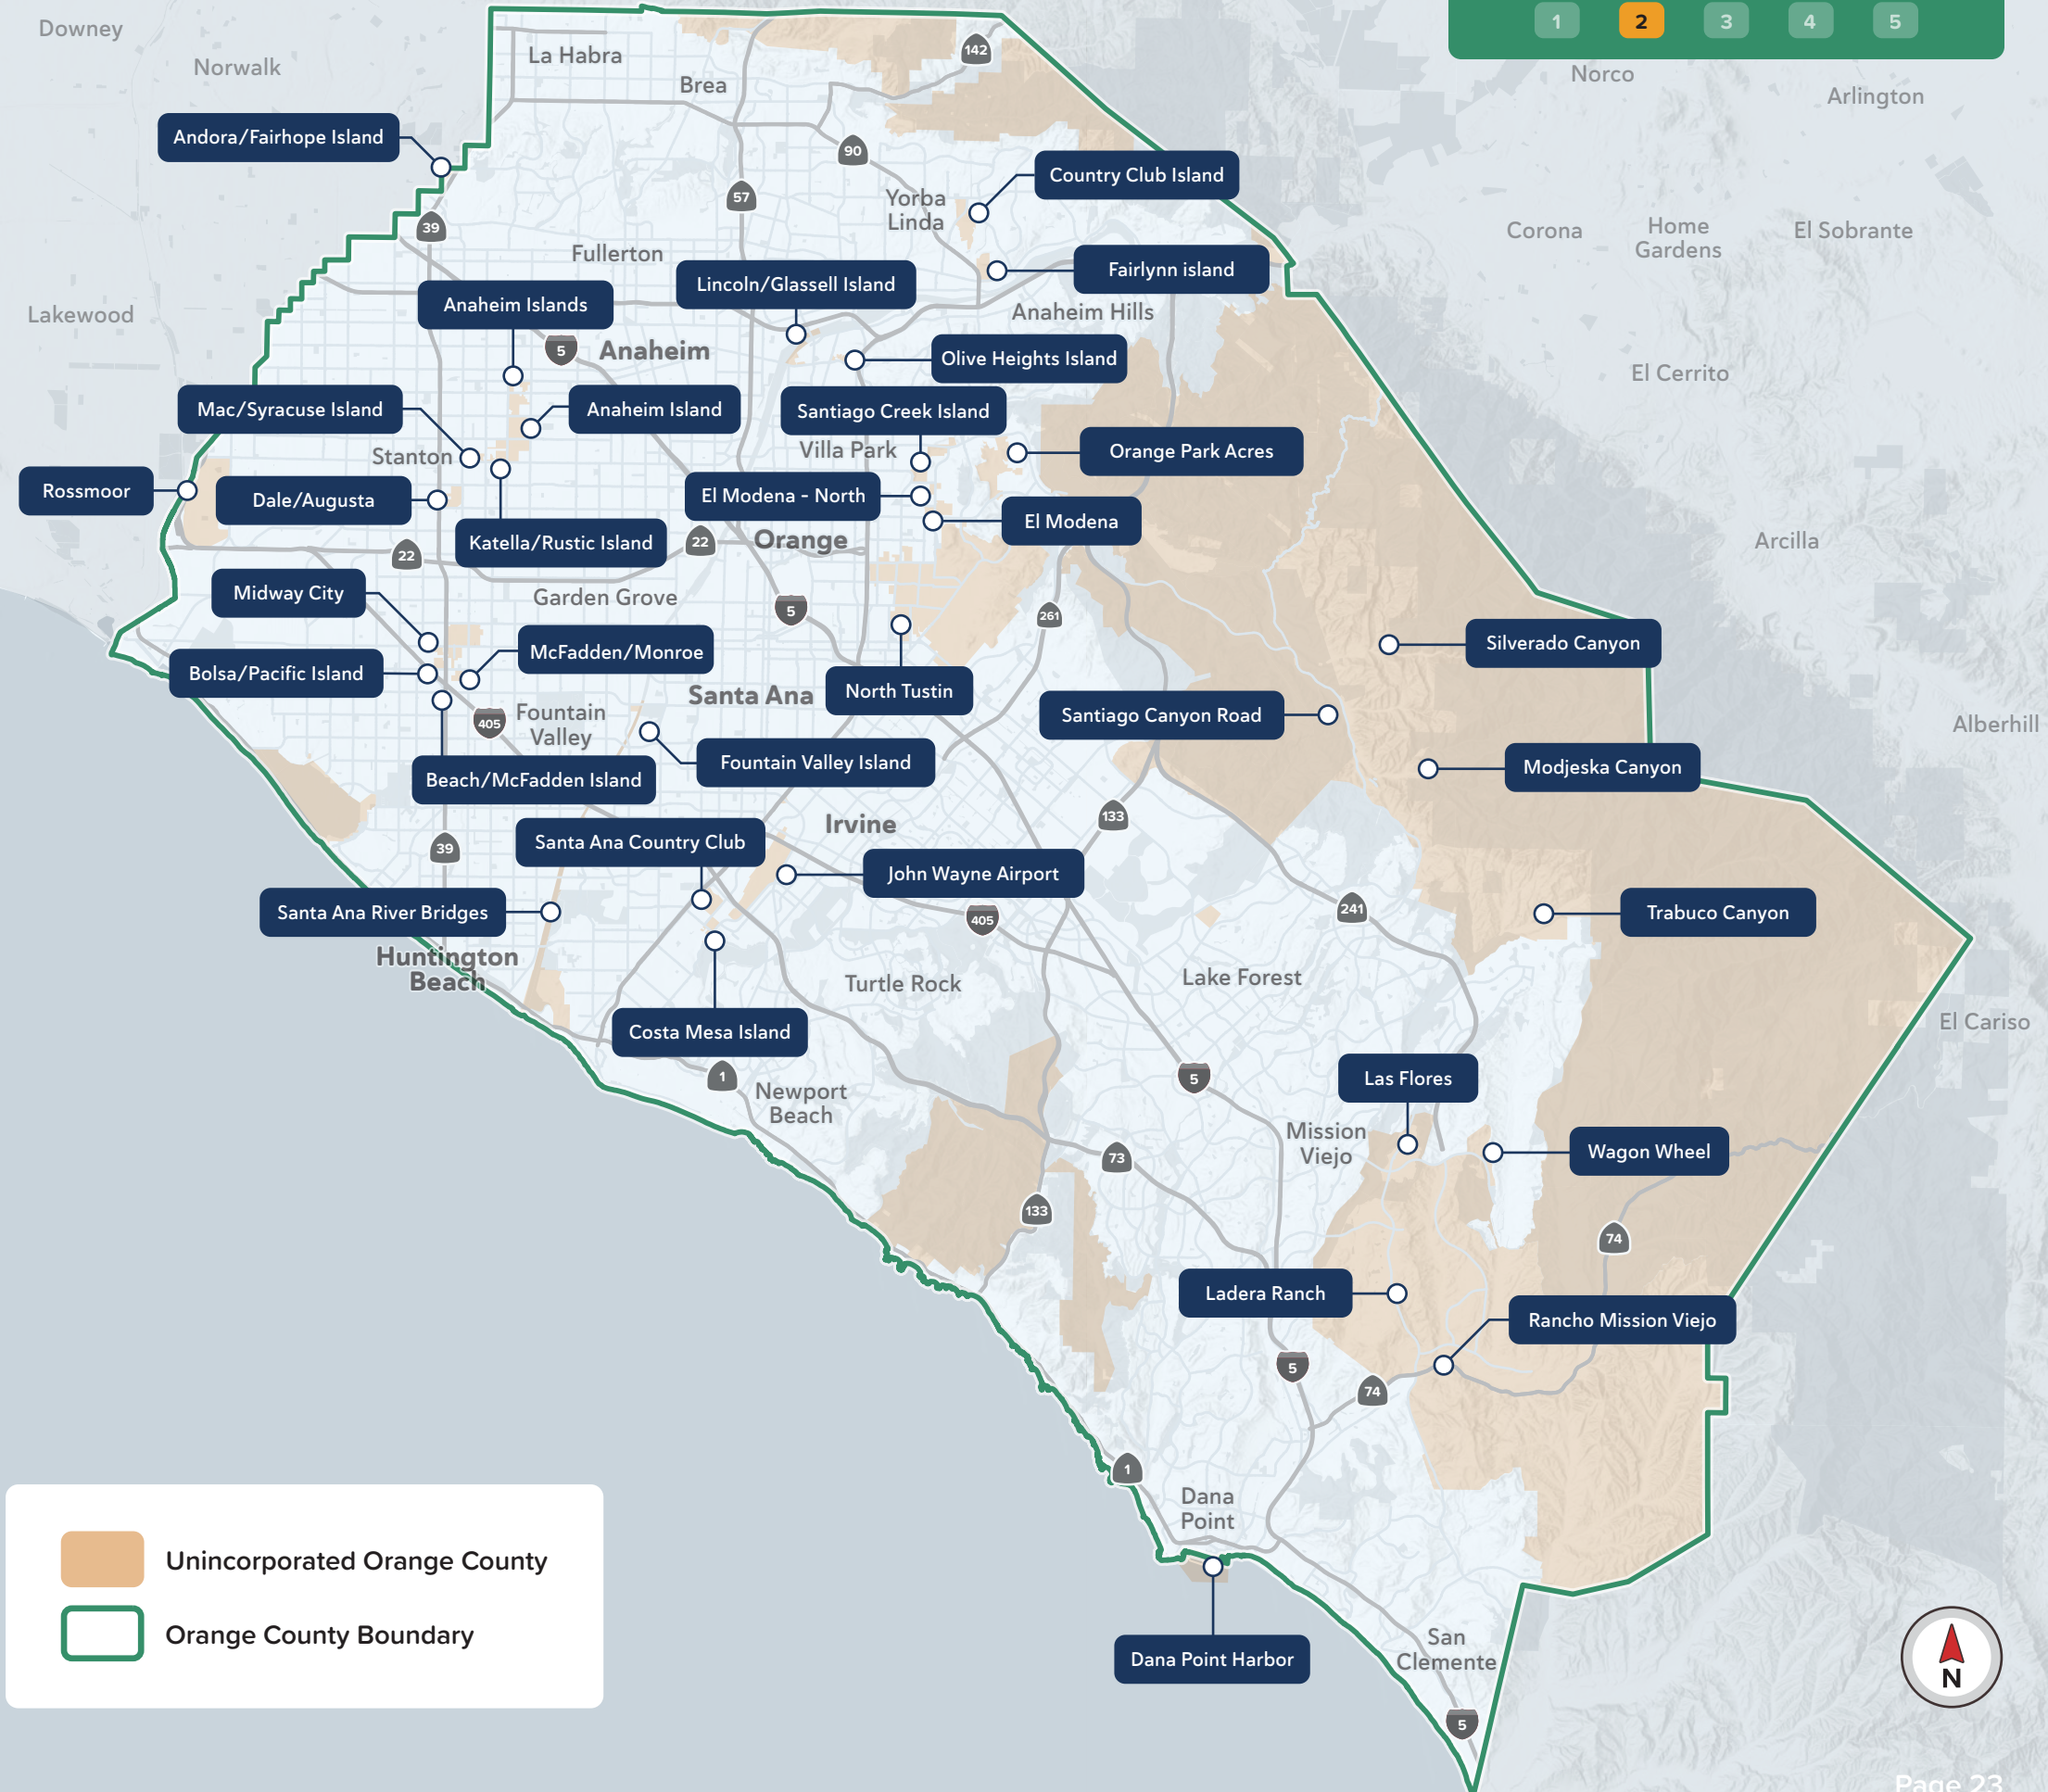 1 2 3 4 5
Downey
Norwalk
La Habra
Brea
142
Norco
Arlington
Andora/Fairhope Island
90
Country Club Island
57
Yorba
Linda
39
Corona
Home
Gardens
El Sobrante
Fullerton
Lincoln/Glassell Island
Fairlynn island
Lakewood
Anaheim Islands
Anaheim Hills
5
Anaheim
Olive Heights Island
El Cerrito
Mac/Syracuse Island
Anaheim Island
Santiago Creek Island
Stanton
Villa Park
Orange Park Acres
Rossmoor
Dale/Augusta
El Modena - North
El Modena
22
Katella/Rustic Island
22
Orange
Arcilla
Midway City
Garden Grove
5
261
McFadden/Monroe
Silverado Canyon
Bolsa/Pacific Island
Santa Ana
North Tustin
Santiago Canyon Road
405
Fountain
Valley
Alberhill
Fountain Valley Island
Modjeska Canyon
Beach/McFadden Island
133
Irvine
39
Santa Ana Country Club
John Wayne Airport
Santa Ana River Bridges
405
241
Trabuco Canyon
Huntington
Beach
Turtle Rock
Lake Forest
Costa Mesa Island
El Cariso
1
Newport
Beach
5
Las Flores
Mission
Viejo
Wagon Wheel
73
133
74
Ladera Ranch
Rancho Mission Viejo
5
74
1
Dana
Point
Unincorporated Orange County
Orange County Boundary
Dana Point Harbor
San
Clemente
N
5
Page 23